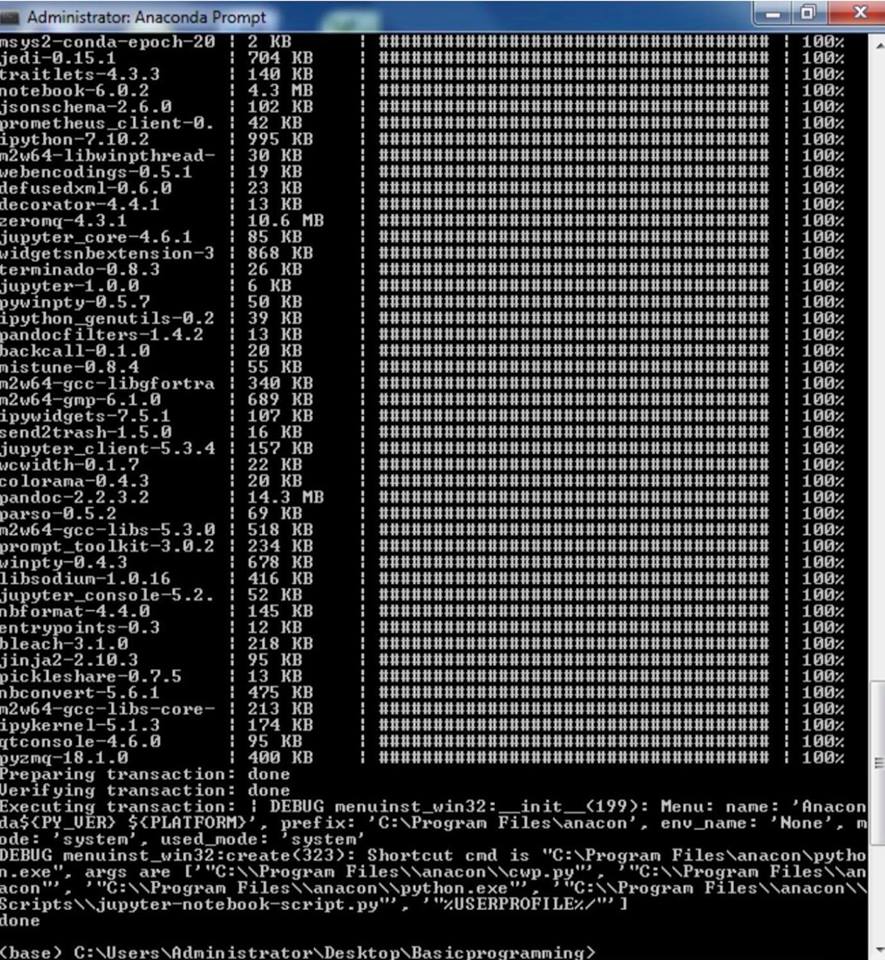 Administrator: Anaconda Prompt
msys2-conda-epoch-20 | 2 KB | ##################################### | 100%
jedi-0.15.1 | 704 KB | ##################################### | 100%
traitlets-4.3.3 | 140 KB | ##################################### | 100%
notebook-6.0.2 | 4.3 MB | ##################################### | 100%
jsonschema-2.6.0 | 102 KB | ##################################### | 100%
prometheus_client-0. | 42 KB | ##################################### | 100%
ipython-7.10.2 | 995 KB | ##################################### | 100%
m2w64-libwinpthread- | 30 KB | ##################################### | 100%
webencodings-0.5.1 | 19 KB | ##################################### | 100%
defusedxml-0.6.0 | 23 KB | ##################################### | 100%
decorator-4.4.1 | 13 KB | ##################################### | 100%
zeromq-4.3.1 | 10.6 MB | ##################################### | 100%
jupyter_core-4.6.1 | 85 KB | ##################################### | 100%
widgetsnbextension-3 | 868 KB | ##################################### | 100%
terminado-0.8.3 | 26 KB | ##################################### | 100%
jupyter-1.0.0 | 6 KB | ##################################### | 100%
pywinpty-0.5.7 | 50 KB | ##################################### | 100%
ipython_genutils-0.2 | 39 KB | ##################################### | 100%
pandocfilters-1.4.2 | 13 KB | ##################################### | 100%
backcall-0.1.0 | 20 KB | ##################################### | 100%
mistune-0.8.4 | 55 KB | ##################################### | 100%
m2w64-gcc-libgfortra | 340 KB | ##################################### | 100%
m2w64-gmp-6.1.0 | 689 KB | ##################################### | 100%
ipywidgets-7.5.1 | 107 KB | ##################################### | 100%
send2trash-1.5.0 | 16 KB | ##################################### | 100%
jupyter_client-5.3.4 | 157 KB | ##################################### | 100%
wcwidth-0.1.7 | 22 KB | ##################################### | 100%
colorama-0.4.3 | 20 KB | ##################################### | 100%
pandoc-2.2.3.2 | 14.3 MB | ##################################### | 100%
parso-0.5.2 | 69 KB | ##################################### | 100%
m2w64-gcc-libs-5.3.0 | 518 KB | ##################################### | 100%
prompt_toolkit-3.0.2 | 234 KB | ##################################### | 100%
winpty-0.4.3 | 678 KB | ##################################### | 100%
libsodium-1.0.16 | 416 KB | ##################################### | 100%
jupyter_console-5.2. | 52 KB | ##################################### | 100%
nbformat-4.4.0 | 145 KB | ##################################### | 100%
entrypoints-0.3 | 12 KB | ##################################### | 100%
bleach-3.1.0 | 218 KB | ##################################### | 100%
jinja2-2.10.3 | 95 KB | ##################################### | 100%
pickleshare-0.7.5 | 13 KB | ##################################### | 100%
nbconvert-5.6.1 | 475 KB | ##################################### | 100%
m2w64-gcc-libs-core- | 213 KB | ##################################### | 100%
ipykernel-5.1.3 | 174 KB | ##################################### | 100%
qtconsole-4.6.0 | 95 KB | ##################################### | 100%
pyzmq-18.1.0 | 400 KB | ##################################### | 100%
Preparing transaction: done
Verifying transaction: done
Executing transaction: | DEBUG menuinst_win32:__init__(199): Menu: name: 'Anacon
da${PY_VER} ${PLATFORM}', prefix: 'C:\Program Files\anacon', env_name: 'None', m
ode: 'system', used_mode: 'system'
DEBUG menuinst_win32:create(323): Shortcut cmd is "C:\Program Files\anacon\pytho
n.exe", args are ['"C:\\Program Files\\anacon\\cwp.py"', '"C:\\Program Files\\an
acon"', '"C:\\Program Files\\anacon\\python.exe"', '"C:\\Program Files\\anacon\\
Scripts\\jupyter-notebook-script.py"', '"%USERPROFILE%/"']
done
(base) C:\Users\Administrator\Desktop\Basicprogramming>